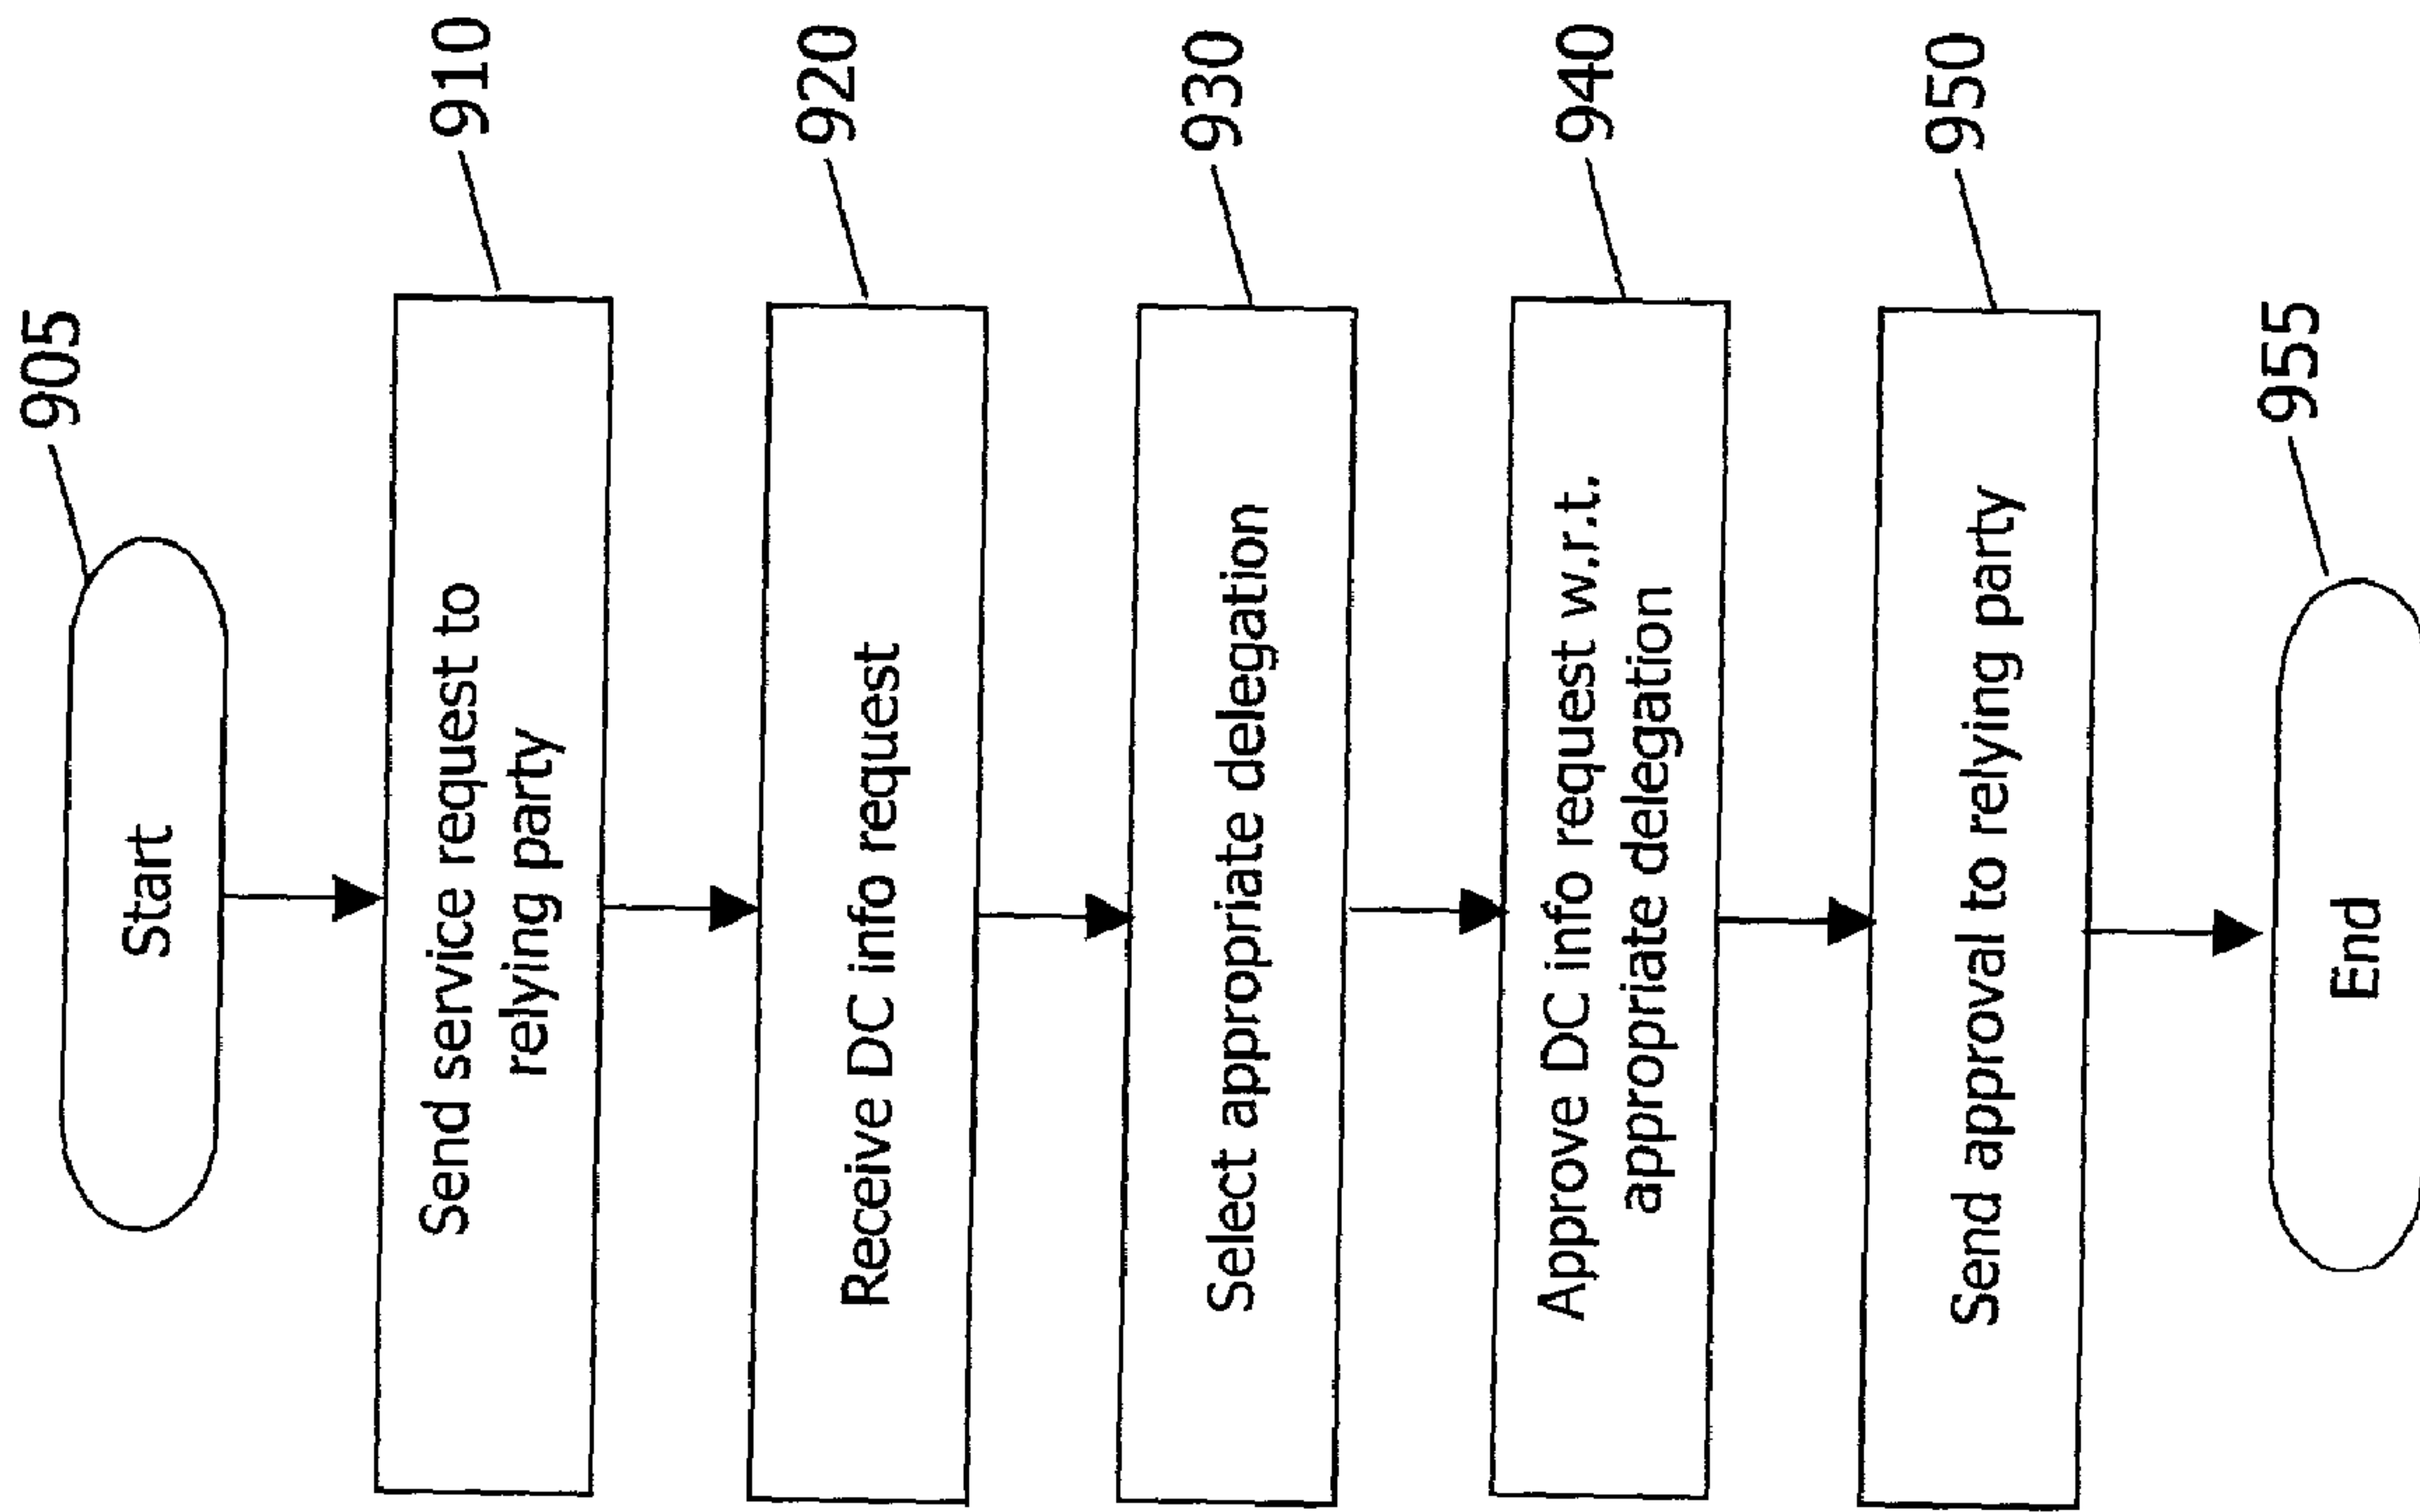 905
Start
910
Send service request to
relying party
920
Receive DC info request
930
Select appropriate delegation
940
Approve DC info request w.r.t.
appropriate delegation
950
Send approval to relying party
955
End